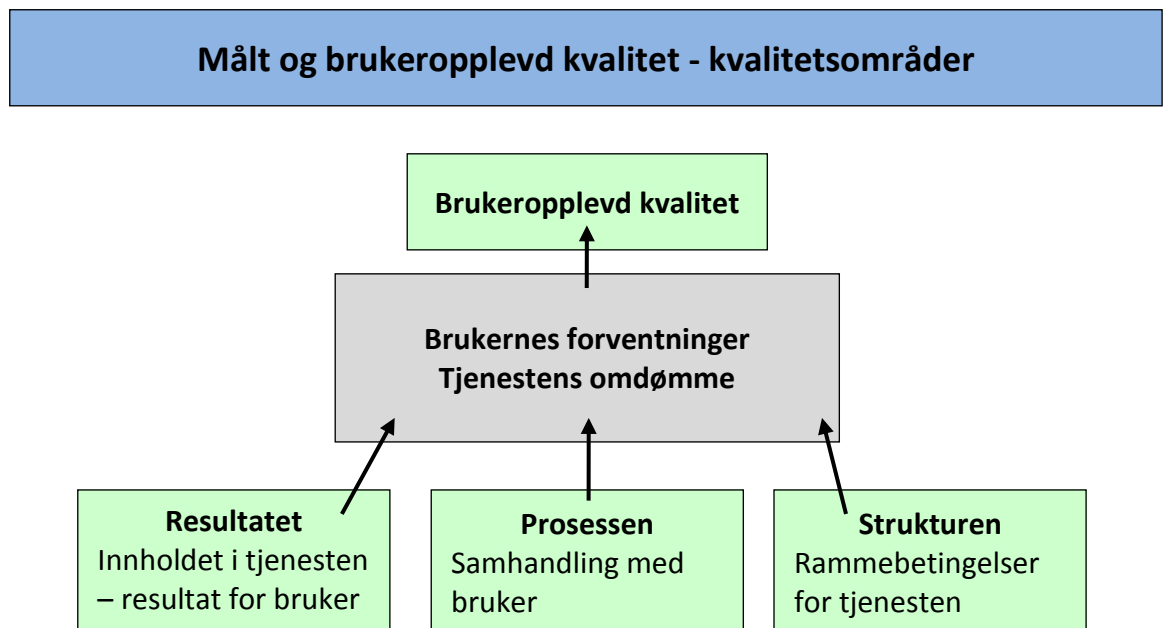 Målt og brukeropplevd kvalitet - kvalitetsområder
Brukeropplevd kvalitet
Brukernes forventninger
Tjenestens omdømme
Resultatet
Innholdet i tjenesten
– resultat for bruker
Prosessen
Samhandling med
bruker
Strukturen
Rammebetingelser
for tjenesten